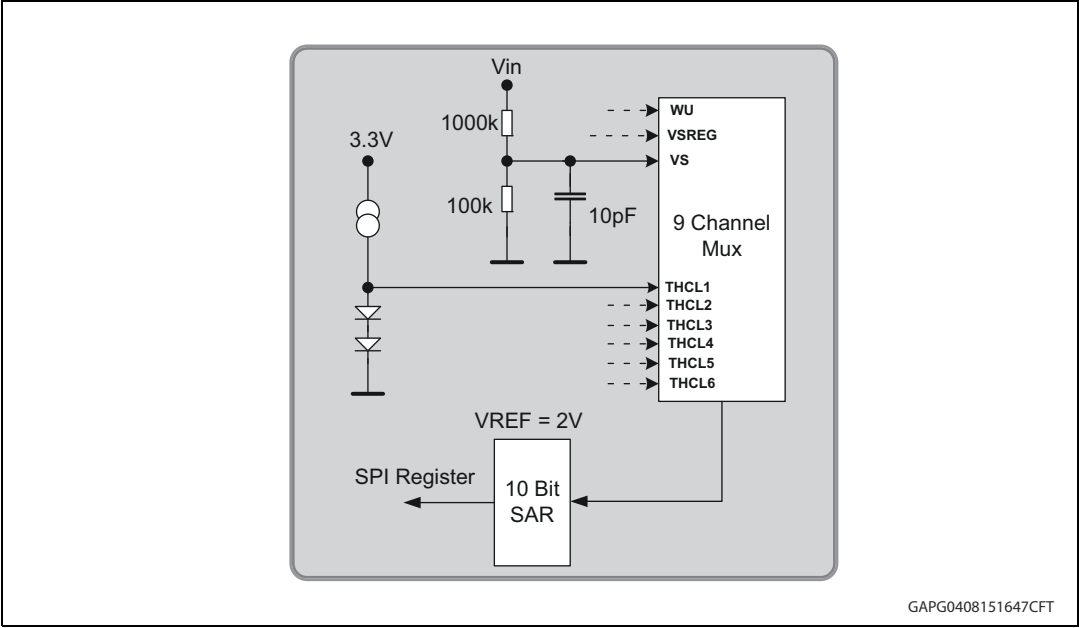 Vin
1000k
3.3V
100k
10pF
WU
VSREG
VS
9 Channel
Mux
THCL1
THCL2
THCL3
THCL4
THCL5
THCL6
VREF = 2V
SPI Register
10 Bit
SAR
GAPG0408151647CFT